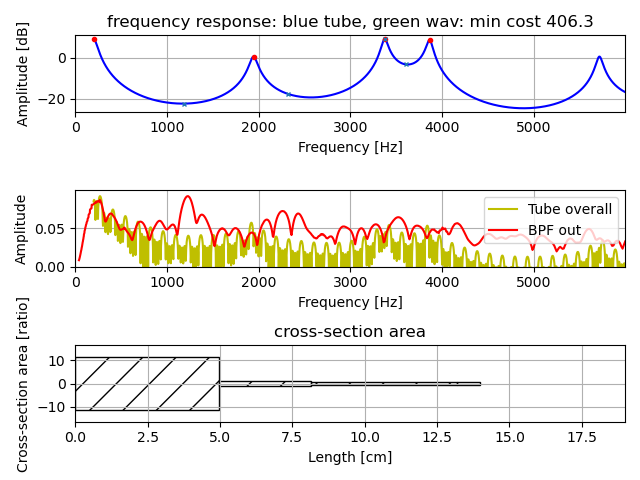 frequency response: blue tube, green wav: min cost 406.3
Amplitude [dB]
0
−20
0 1000 2000 3000 4000 5000
Frequency [Hz]
Amplitude
0.05
0.00
Tube overall
BPF out
0 1000 2000 3000 4000 5000
Frequency [Hz]
cross-section area
Cross-section area [ratio]
10
0
−10
0.0 2.5 5.0 7.5 10.0 12.5 15.0 17.5
Length [cm]